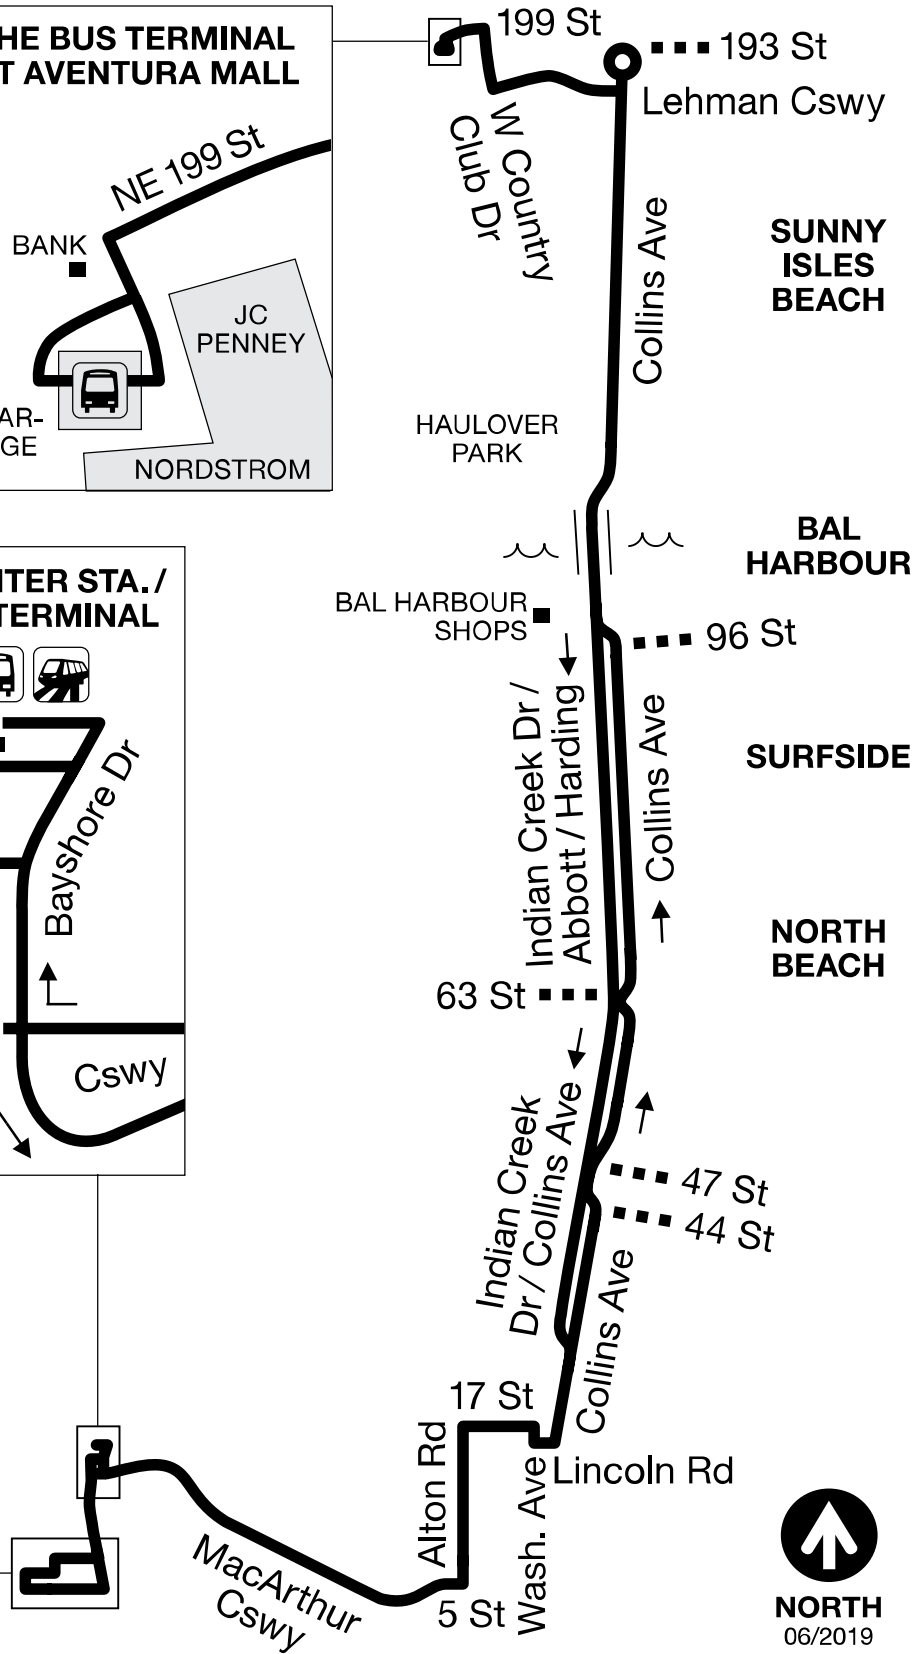 HE BUS TERMINAL
T AVENTURA MALL
NE 199 St
BANK
JC
PENNEY
AR-
GE
NORDSTROM
199 St
193 St
Lehman Cswy
W Country
Club Dr
Collins Ave
SUNNY
ISLES
BEACH
HAULOVER
PARK
BAL
HARBOUR
BAL HARBOUR
SHOPS
96 St
Indian Creek Dr /
Abbott / Harding
Collins Ave
SURFSIDE
NORTH
BEACH
63 St
NTER STA. /
TERMINAL
Bayshore Dr
Cswy
Indian Creek
Dr / Collins Ave
47 St
44 St
Collins Ave
17 St
Alton Rd
Wash. Ave
Lincoln Rd
5 St
MacArthur
Cswy
NORTH
06/2019